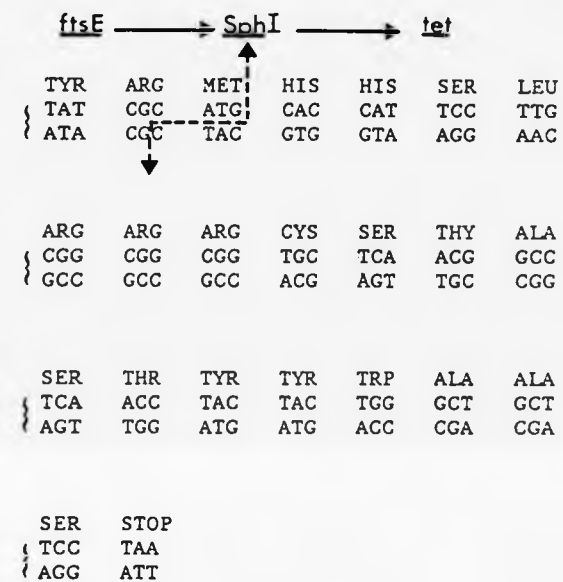 ftsE SphI tet
TYR ARG MET HIS HIS SER LEU
TAT CGC ATG CAC CAT TCC TTG
ATA CGC TAC GTG GTA AGG AAC
ARG ARG ARG CYS SER THY ALA
CGG CGG CGG TGC TCA ACG GCC
GCC GCC GCC ACG AGT TGC CGG
SER THR TYR TYR TRP ALA ALA
TCA ACC TAC TAC TGG GCT GCT
AGT TGG ATG ATG ACC CGA CGA
SER STOP
TCC TAA
AGG ATT